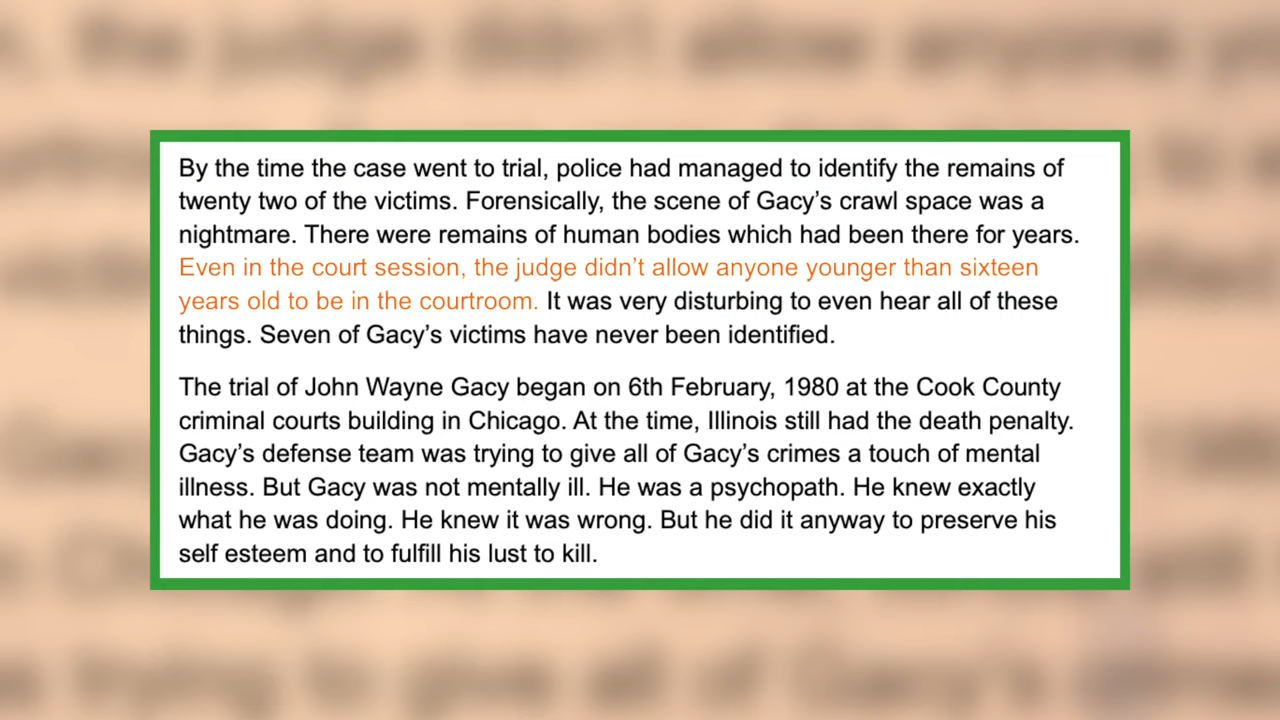 By the time the case went to trial, police had managed to identify the remains of
twenty two of the victims. Forensically, the scene of Gacy’s crawl space was a
nightmare. There were remains of human bodies which had been there for years.
Even in the court session, the judge didn’t allow anyone younger than sixteen
years old to be in the courtroom. It was very disturbing to even hear all of these
things. Seven of Gacy’s victims have never been identified.
The trial of John Wayne Gacy began on 6th February, 1980 at the Cook County
criminal courts building in Chicago. At the time, Illinois still had the death penalty.
Gacy’s defense team was trying to give all of Gacy’s crimes a touch of mental
illness. But Gacy was not mentally ill. He was a psychopath. He knew exactly
what he was doing. He knew it was wrong. But he did it anyway to preserve his
self esteem and to fulfill his lust to kill.